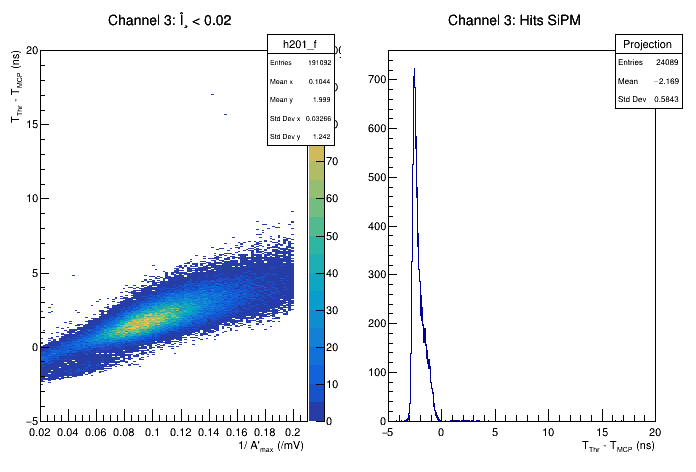 Channel 3: Î¸ < 0.02
h201_f
Entries 191092
Mean x 0.1044
Mean y 1.999
Std Dev x 0.03266
Std Dev y 1.242
T_Thr - T_MCP (ns)
20
15
10
5
0
−5
0.02 0.04 0.06 0.08 0.1 0.12 0.14 0.16 0.18 0.2
1/ A'_max (/mV)
70
60
50
40
30
20
10
0
Channel 3: Hits SiPM
Projection
Entries 24089
Mean −2.169
Std Dev 0.5843
700
600
500
400
300
200
100
0
−5 0 5 10 15 20
T_Thr - T_MCP (ns)